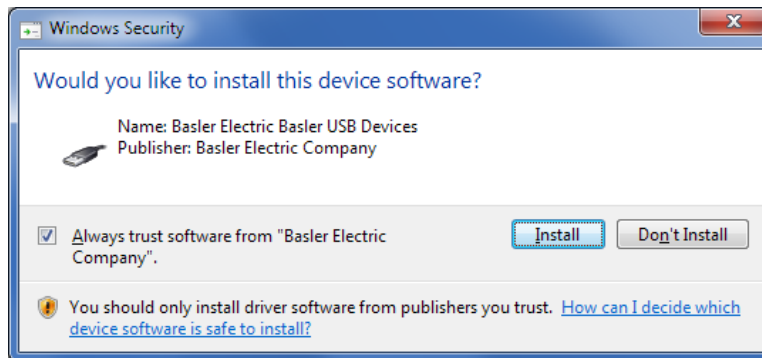 Windows Security
Would you like to install this device software?
Name: Basler Electric Basler USB Devices
Publisher: Basler Electric Company
Always trust software from "Basler Electric
Company".
Install
Don't Install
You should only install driver software from publishers you trust. How can I decide which
device software is safe to install?